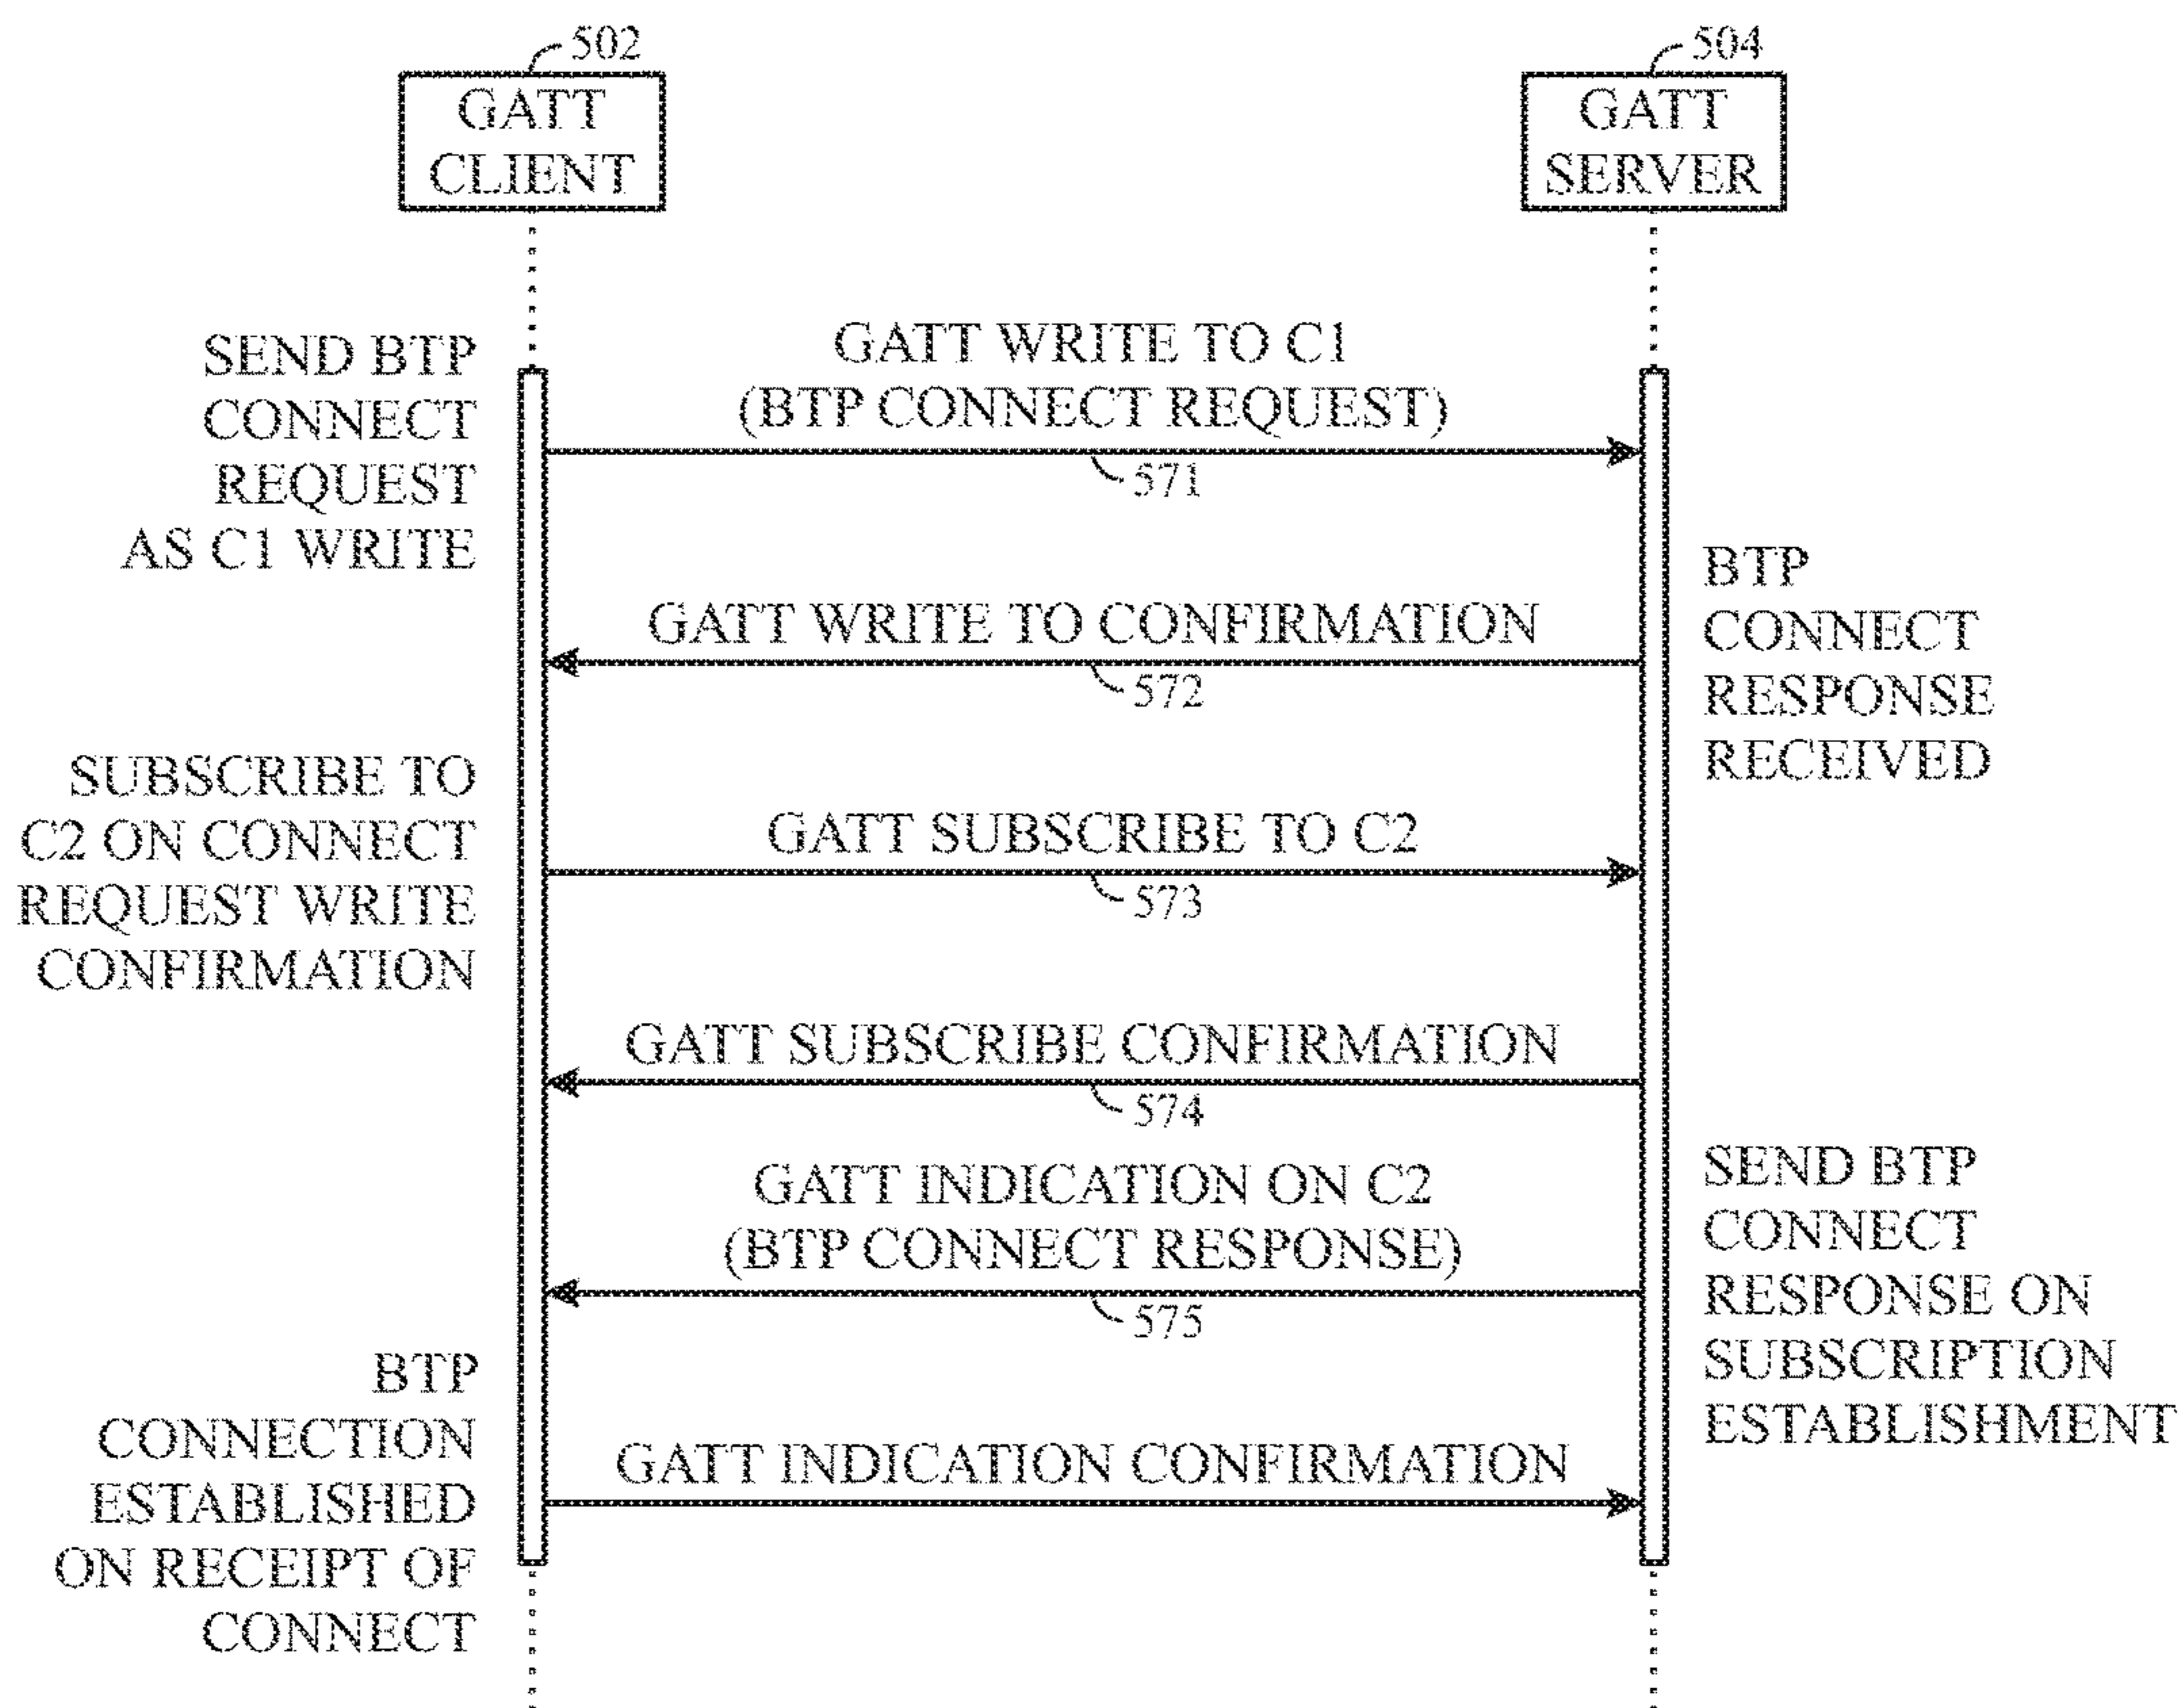 502
504
GATT
CLIENT
GATT
SERVER
SEND BTP
CONNECT
REQUEST
AS C1 WRITE
GATT WRITE TO C1
(BTP CONNECT REQUEST)
571
BTP
CONNECT
RESPONSE
RECEIVED
GATT WRITE TO CONFIRMATION
572
SUBSCRIBE TO
C2 ON CONNECT
REQUEST WRITE
CONFIRMATION
GATT SUBSCRIBE TO C2
573
GATT SUBSCRIBE CONFIRMATION
574
GATT INDICATION ON C2
(BTP CONNECT RESPONSE)
575
SEND BTP
CONNECT
RESPONSE ON
SUBSCRIPTION
ESTABLISHMENT
BTP
CONNECTION
ESTABLISHED
ON RECEIPT OF
CONNECT
GATT INDICATION CONFIRMATION